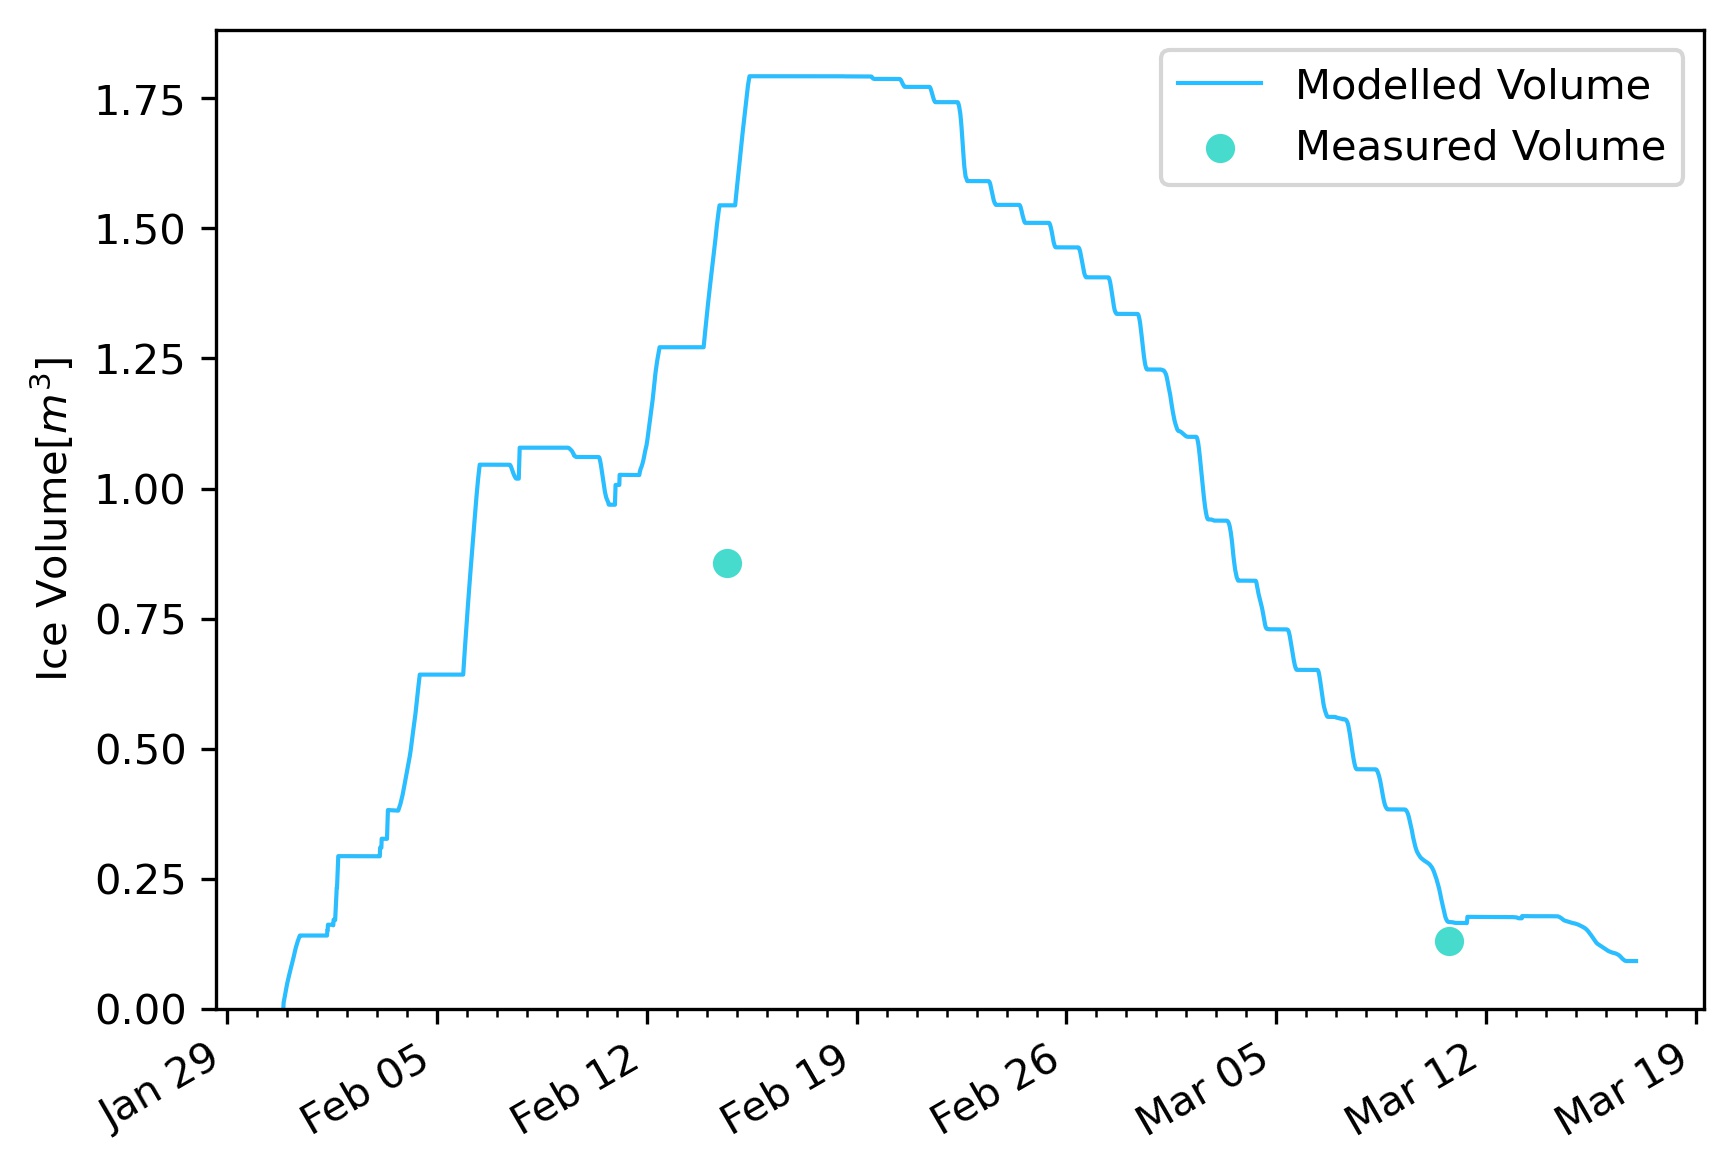 Modelled Volume
Measured Volume
Ice Volume[m³]
1.75
1.50
1.25
1.00
0.75
0.50
0.25
0.00
Jan 29
Feb 05
Feb 12
Feb 19
Feb 26
Mar 05
Mar 12
Mar 19